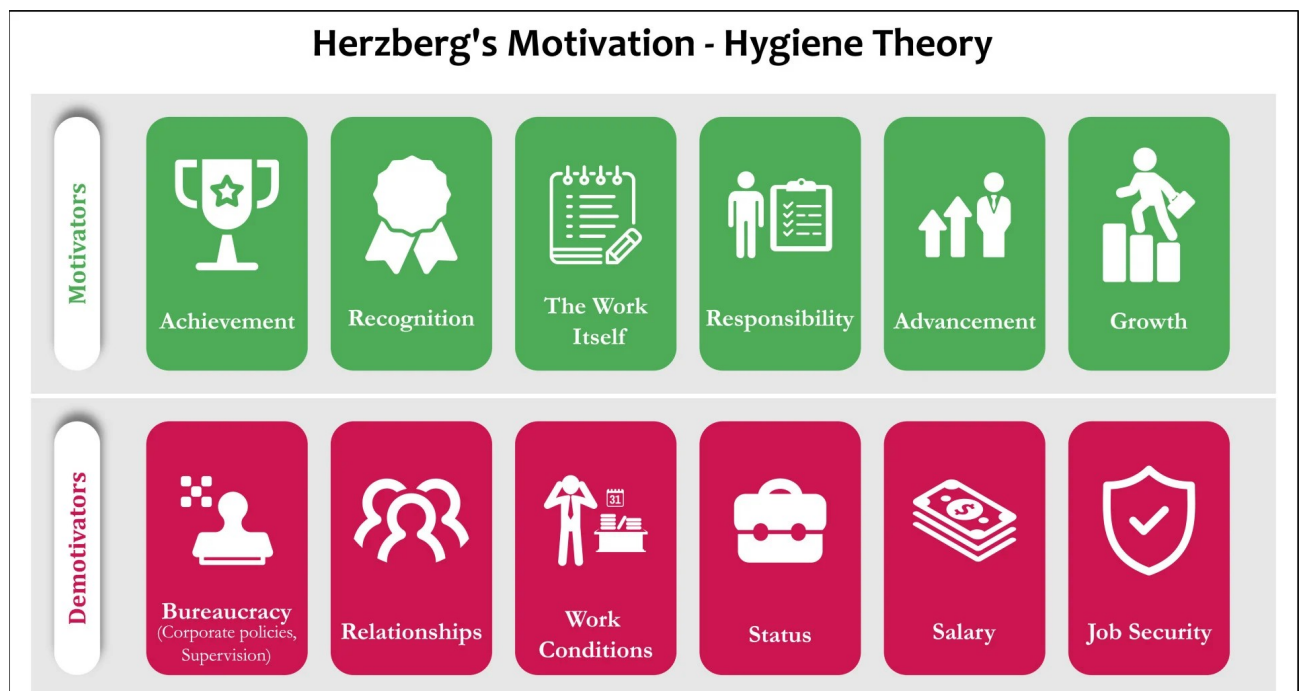 Herzberg's Motivation - Hygiene Theory
Motivators
Achievement
Recognition
The Work
Itself
Responsibility
Advancement
Growth
Demotivators
Bureaucracy
(Corporate policies,
Supervision)
Relationships
31
Work
Conditions
Status
$
Salary
Job Security